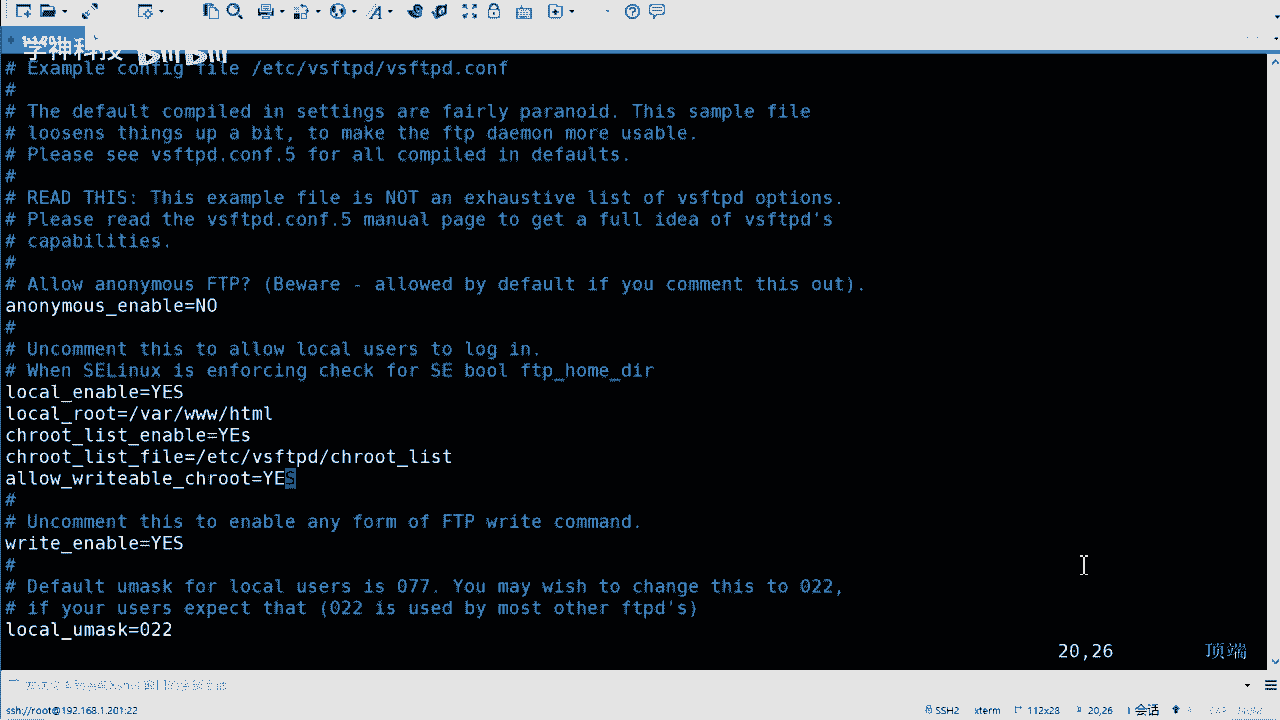 学神科技 bilibili
# Example config file /etc/vsftpd/vsftpd.conf
#
# The default compiled in settings are fairly paranoid. This sample file
# loosens things up a bit, to make the ftp daemon more usable.
# Please see vsftpd.conf.5 for all compiled in defaults.
#
# READ THIS: This example file is NOT an exhaustive list of vsftpd options.
# Please read the vsftpd.conf.5 manual page to get a full idea of vsftpd's
# capabilities.
#
# Allow anonymous FTP? (Beware - allowed by default if you comment this out).
anonymous_enable=NO
#
# Uncomment this to allow local users to log in.
# When SELinux is enforcing check for SE bool ftp_home_dir
local_enable=YES
local_root=/var/www/html
chroot_list_enable=YEs
chroot_list_file=/etc/vsftpd/chroot_list
allow_writeable_chroot=YES
#
# Uncomment this to enable any form of FTP write command.
write_enable=YES
#
# Default umask for local users is 077. You may wish to change this to 022,
# if your users expect that (022 is used by most other ftpd's)
local_umask=022
20,26 顶端
ssh://root@192.168.1.201:22 SSH2 xterm 112x28 20,26 1 会话